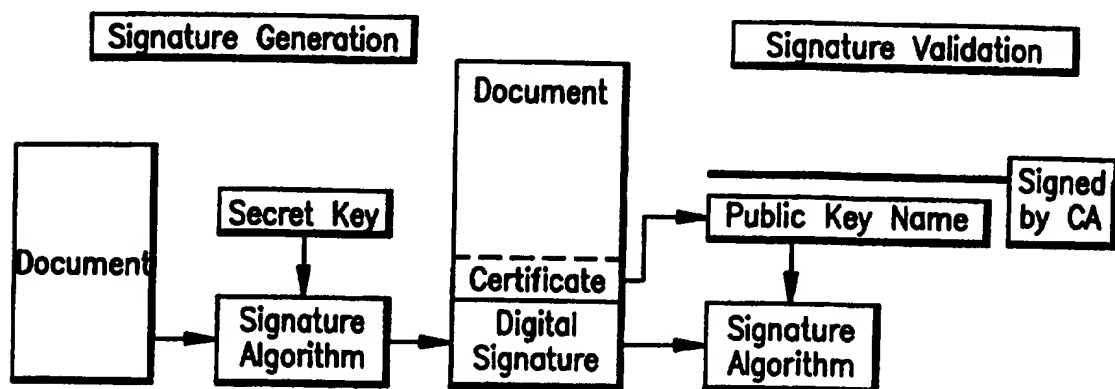 Signature Generation
Signature Validation
Document
Secret Key
Signature
Algorithm
Document
Certificate
Digital
Signature
Signed
by CA
Public Key Name
Signature
Algorithm